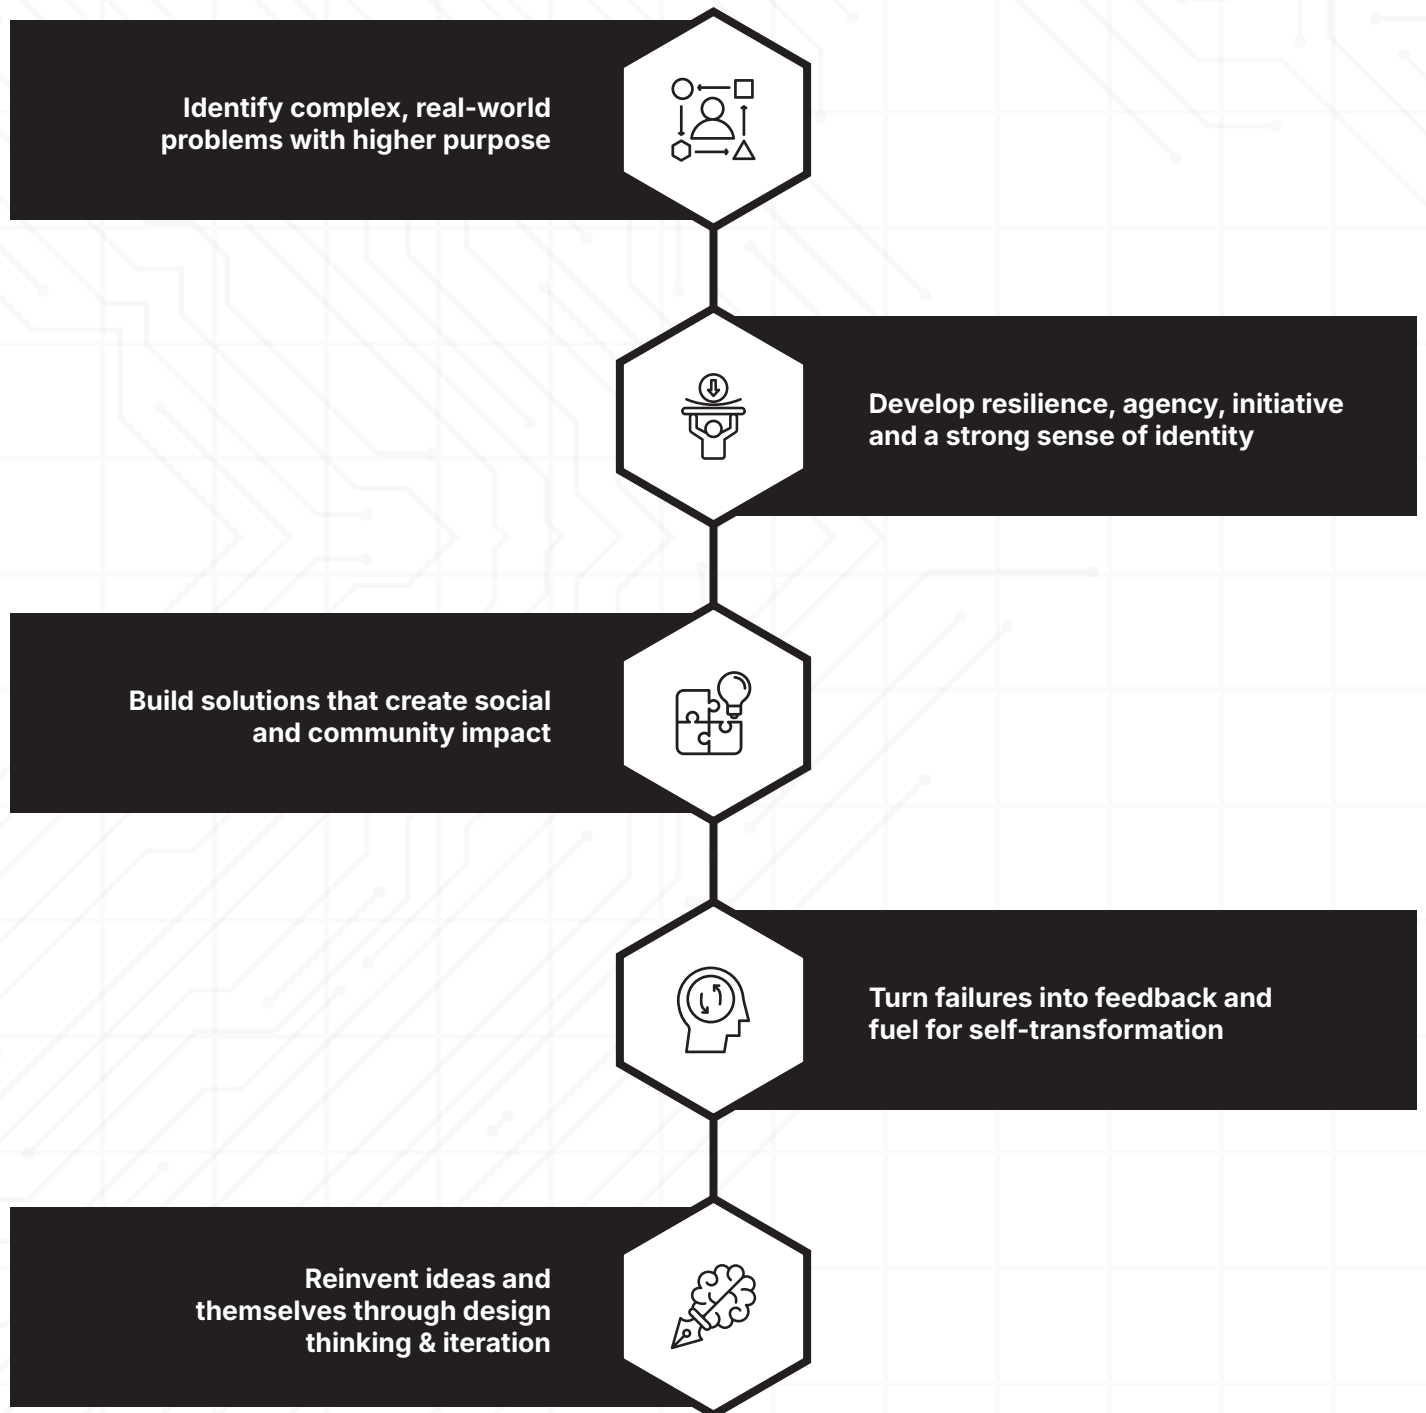 Identify complex, real-world
problems with higher purpose
Develop resilience, agency, initiative
and a strong sense of identity
Build solutions that create social
and community impact
Turn failures into feedback and
fuel for self-transformation
Reinvent ideas and
themselves through design
thinking & iteration